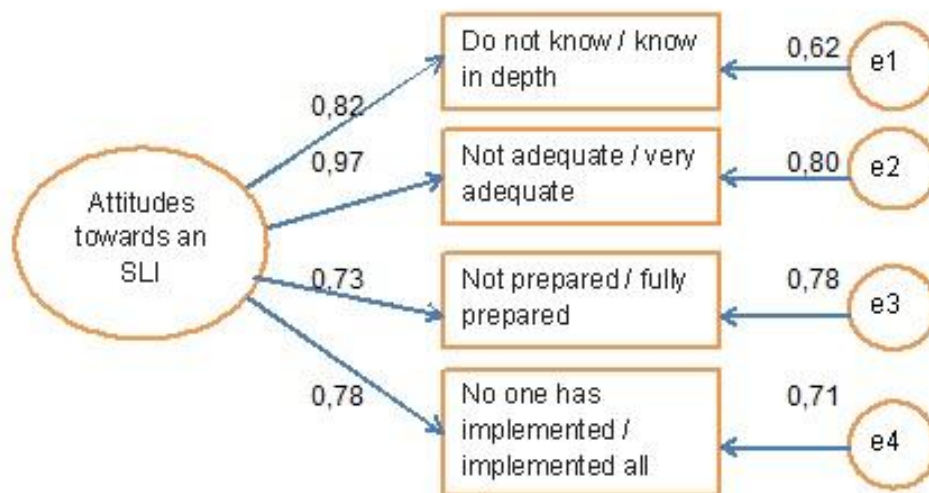 Do not know / know
in depth
0,62
e1
0,82
0,97
Not adequate / very
adequate
0,80
e2
Attitudes
towards an
SLI
0,73
Not prepared / fully
prepared
0,78
e3
0,78
No one has
implemented /
implemented all
0,71
e4